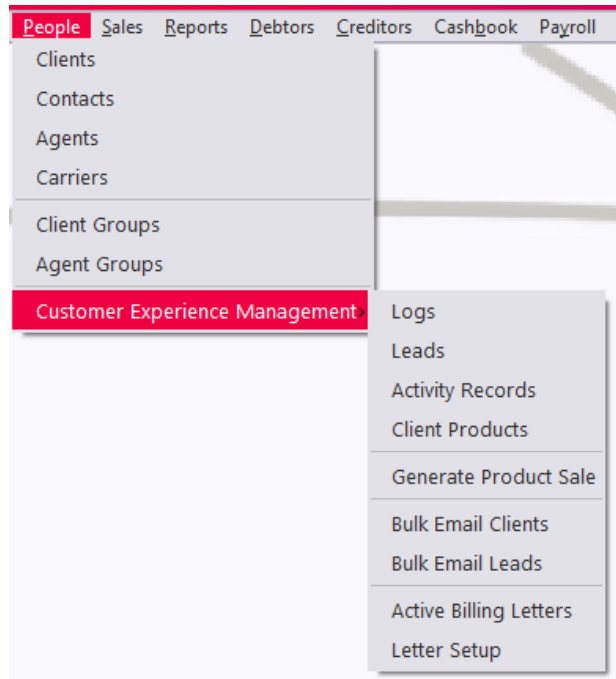 People Sales Reports Debtors Creditors Cashbook Payroll
Clients
Contacts
Agents
Carriers
Client Groups
Agent Groups
Customer Experience Management
Logs
Leads
Activity Records
Client Products
Generate Product Sale
Bulk Email Clients
Bulk Email Leads
Active Billing Letters
Letter Setup